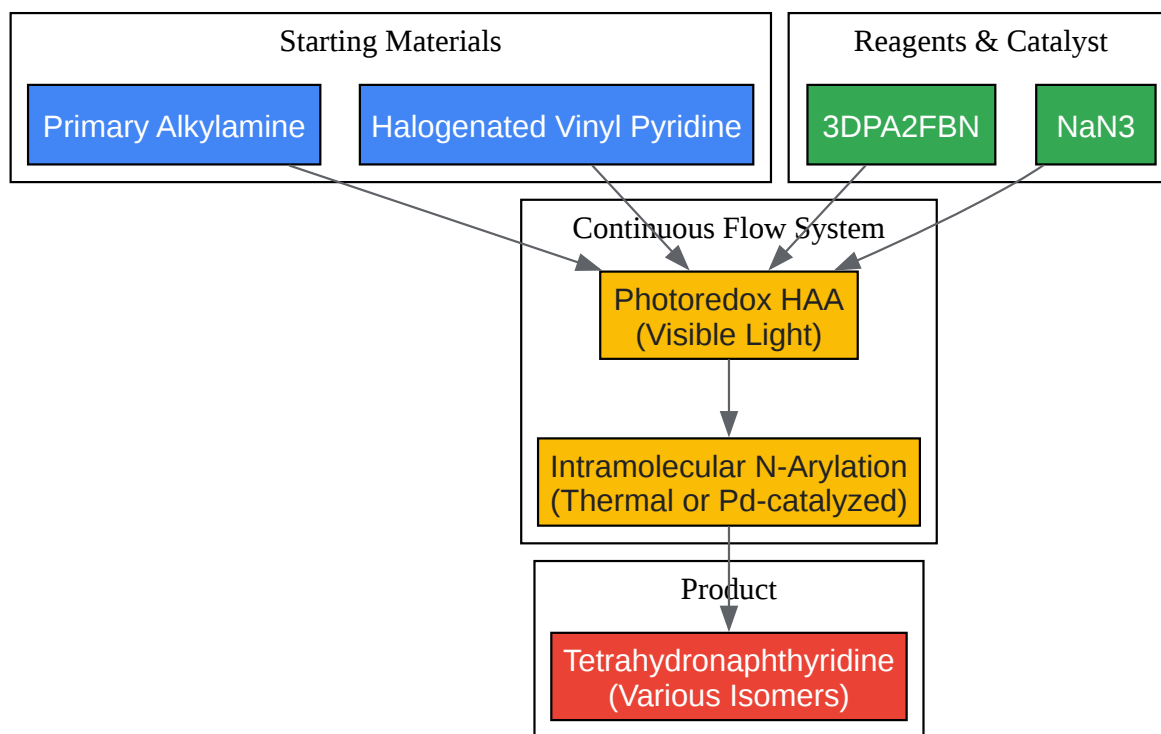 Starting Materials
Reagents & Catalyst
Primary Alkylamine
Halogenated Vinyl Pyridine
3DPA2FBN
NaN3
Continuous Flow System
Photoredox HAA
(Visible Light)
Intramolecular N-Arylation
(Thermal or Pd-catalyzed)
Product
Tetrahydronaphthyridine
(Various Isomers)